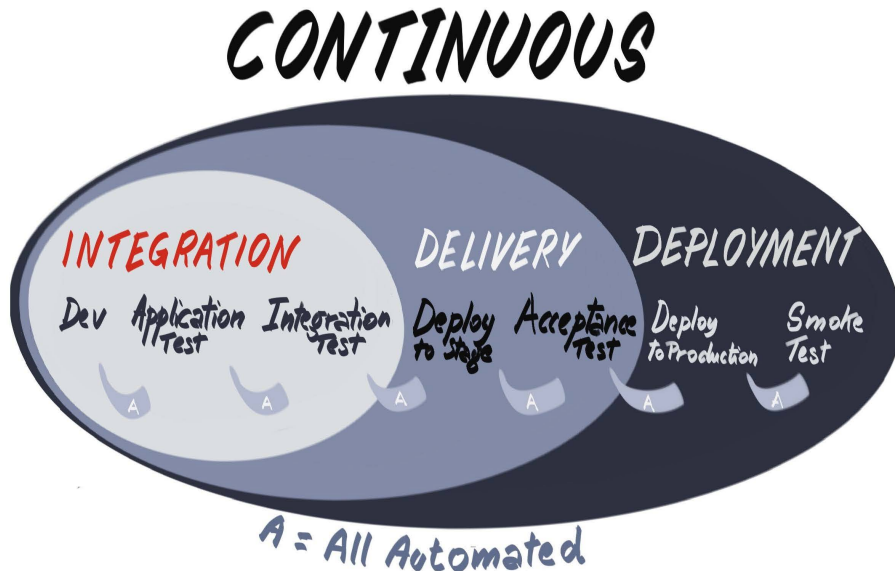 CONTINUOUS
INTEGRATION
DELIVERY
DEPLOYMENT
Dev
Application
Test
Integration
Test
Deploy
to Stage
Acceptance
Test
Deploy
to Production
Smoke
Test
A
A
A
A
A
A
A = All Automated